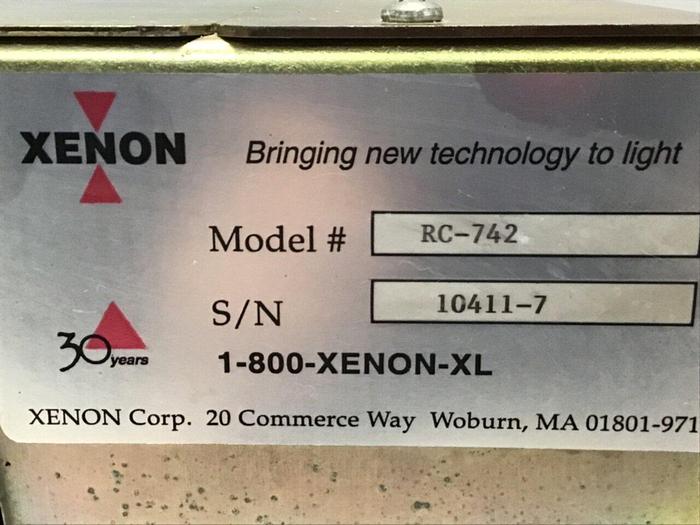 XENON
Bringing new technology to light
Model # RC-742
S/N 10411-7
30 years
1-800-XENON-XL
XENON Corp. 20 Commerce Way Woburn, MA 01801-971